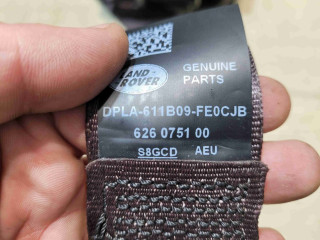 LAND
ROVER
GENUINE
PARTS
DPLA-611B09-FE0CJB
626 0751 00
S8GCD AEU